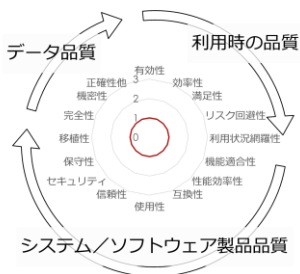 データ品質
利用時の品質
有効性
効率性
満足性
リスク回避性
利用状況網羅性
機能適合性
性能効率性
互換性
使用性
信頼性
セキュリティ
保守性
移植性
完全性
機密性
正確性他
3
2
1
0
システム／ソフトウェア製品品質